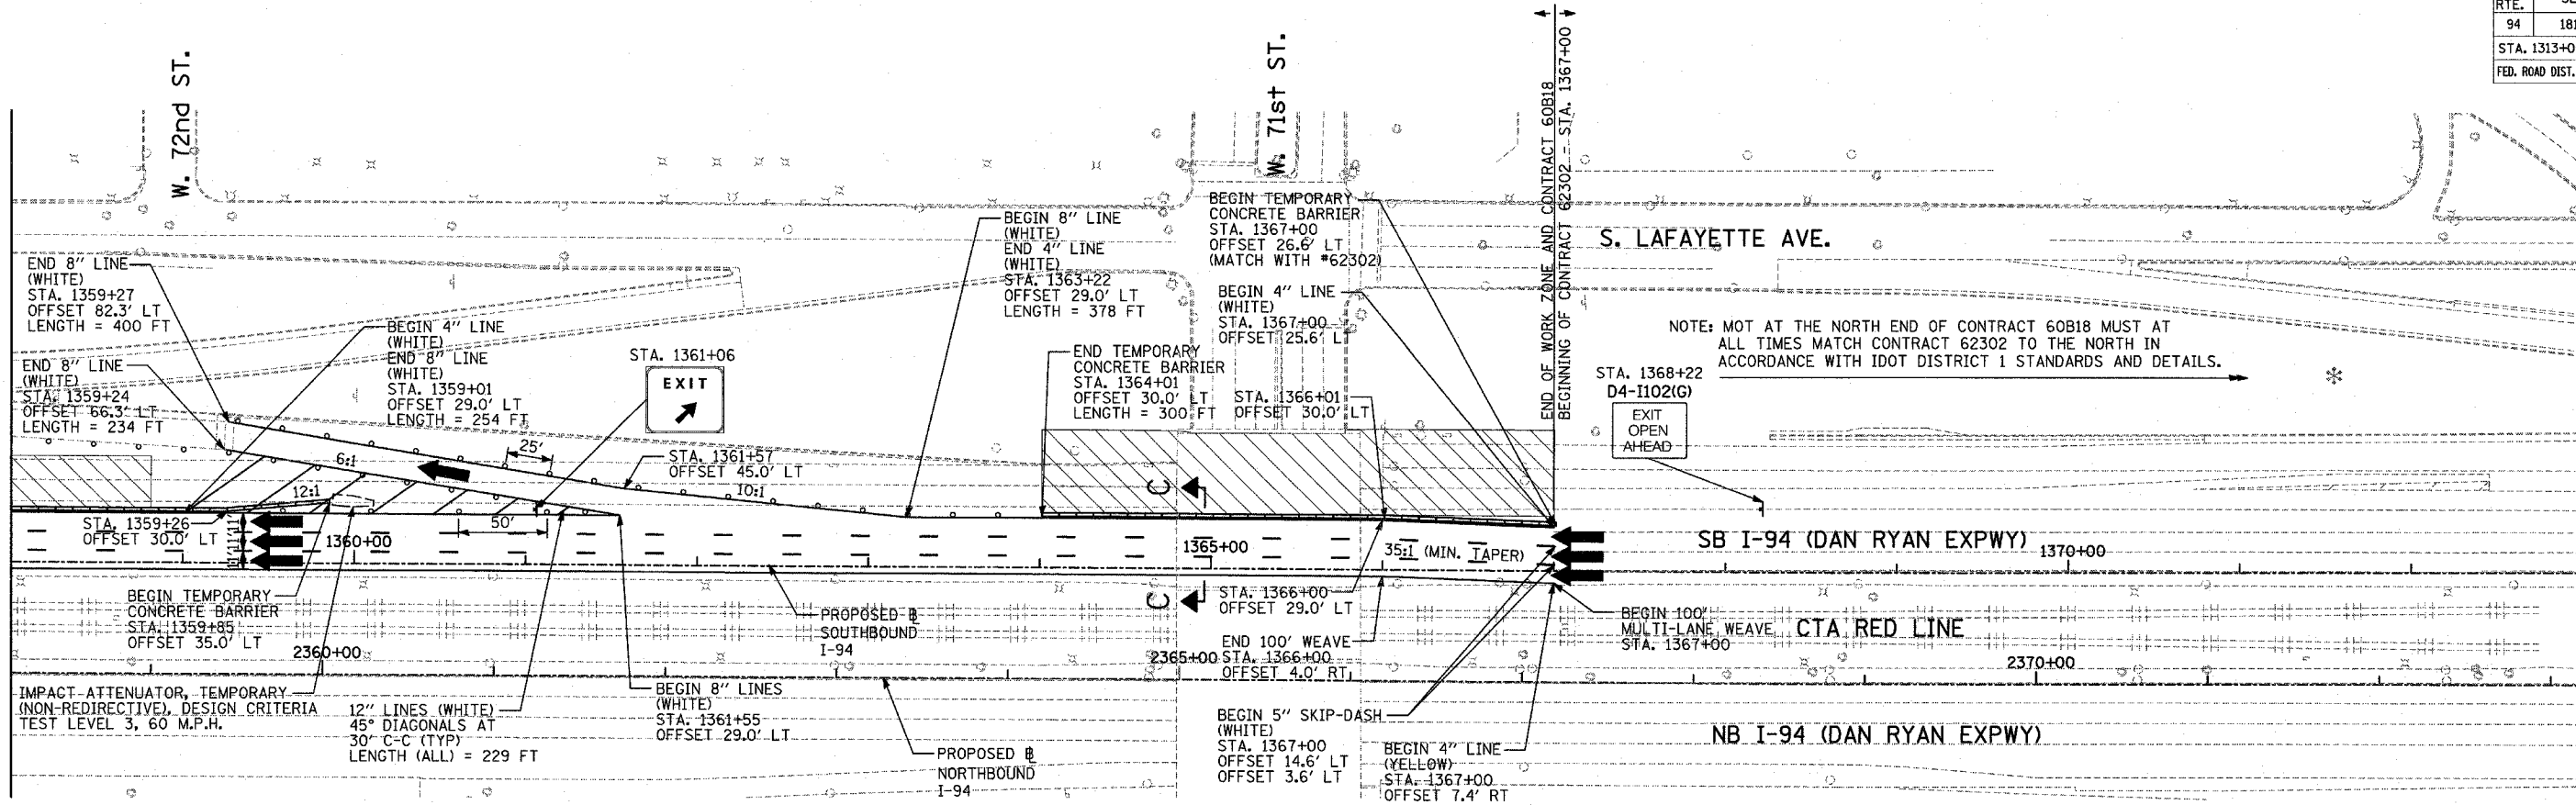 RTE.
94 181
STA. 1313+0
FED. ROAD DIST.
W. 72nd ST.
W. 71st ST.
END OF WORK ZONE AND CONTRACT 60B18
BEGINNING OF CONTRACT 62302 = STA. 1367+00
END 8" LINE
(WHITE)
STA. 1359+27
OFFSET 82.3' LT
LENGTH = 400 FT
END 8" LINE
(WHITE)
STA. 1359+24
OFFSET 66.3' LT
LENGTH = 234 FT
BEGIN 4" LINE
(WHITE)
END 8" LINE
(WHITE)
STA. 1359+01
OFFSET 29.0' LT
LENGTH = 254 FT
STA. 1361+06
EXIT
BEGIN 8" LINE
(WHITE)
END 4" LINE
(WHITE)
STA. 1363+22
OFFSET 29.0' LT
LENGTH = 378 FT
END TEMPORARY
CONCRETE BARRIER
STA. 1364+01
OFFSET 30.0' LT
LENGTH = 300 FT
BEGIN TEMPORARY
CONCRETE BARRIER
STA. 1367+00
OFFSET 26.6' LT
(MATCH WITH #62302)
BEGIN 4" LINE
(WHITE)
STA. 1367+00
OFFSET 25.6' LT
STA. 1366+01
OFFSET 30.0' LT
S. LAFAYETTE AVE.
NOTE: MOT AT THE NORTH END OF CONTRACT 60B18 MUST AT
ALL TIMES MATCH CONTRACT 62302 TO THE NORTH IN
ACCORDANCE WITH IDOT DISTRICT 1 STANDARDS AND DETAILS.
STA. 1368+22
D4-I102(G)
EXIT
OPEN
AHEAD
*
25'
6:1
12:1
STA. 1361+57
OFFSET 45.0' LT
10:1
50'
C
C
STA. 1359+26
OFFSET 30.0' LT
11'
11'
11'
1360+00
1365+00
35:1 (MIN. TAPER)
SB I-94 (DAN RYAN EXPWY)
1370+00
BEGIN TEMPORARY
CONCRETE BARRIER
STA. 1359+85
OFFSET 35.0' LT
PROPOSED ℄
SOUTHBOUND
I-94
STA. 1366+00
OFFSET 29.0' LT
END 100' WEAVE
STA. 1366+00
OFFSET 4.0' RT
BEGIN 100'
MULTI-LANE WEAVE
STA. 1367+00
CTA RED LINE
2360+00
2365+00
2370+00
IMPACT ATTENUATOR, TEMPORARY
(NON-REDIRECTIVE), DESIGN CRITERIA
TEST LEVEL 3, 60 M.P.H.
12" LINES (WHITE)
45° DIAGONALS AT
30' C-C (TYP)
LENGTH (ALL) = 229 FT
BEGIN 8" LINES
(WHITE)
STA. 1361+55
OFFSET 29.0' LT
PROPOSED ℄
NORTHBOUND
I-94
BEGIN 5" SKIP-DASH
(WHITE)
STA. 1367+00
OFFSET 14.6' LT
OFFSET 3.6' LT
BEGIN 4" LINE
(YELLOW)
STA. 1367+00
OFFSET 7.4' RT
NB I-94 (DAN RYAN EXPWY)